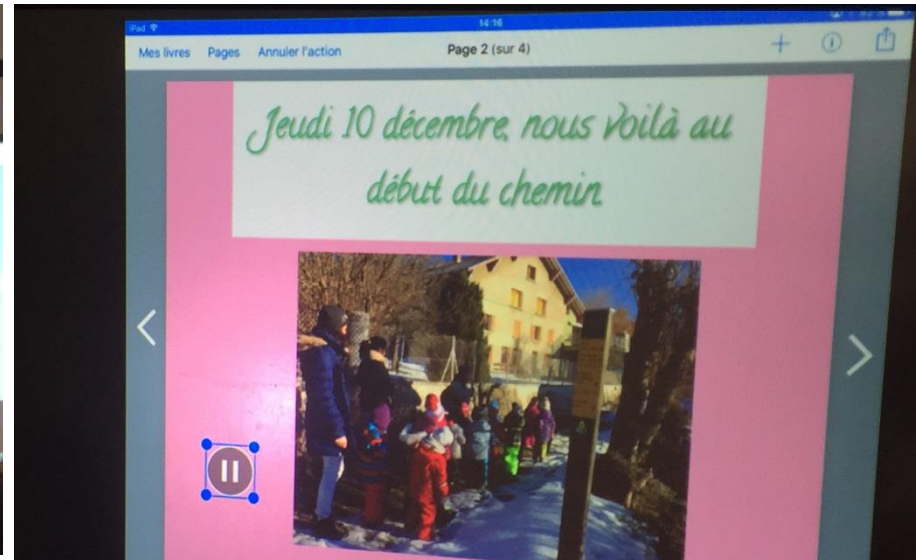 iPad
14:16
Mes livres Pages Annuler l'action Page 2 (sur 4)
Jeudi 10 décembre, nous voilà au
début du chemin